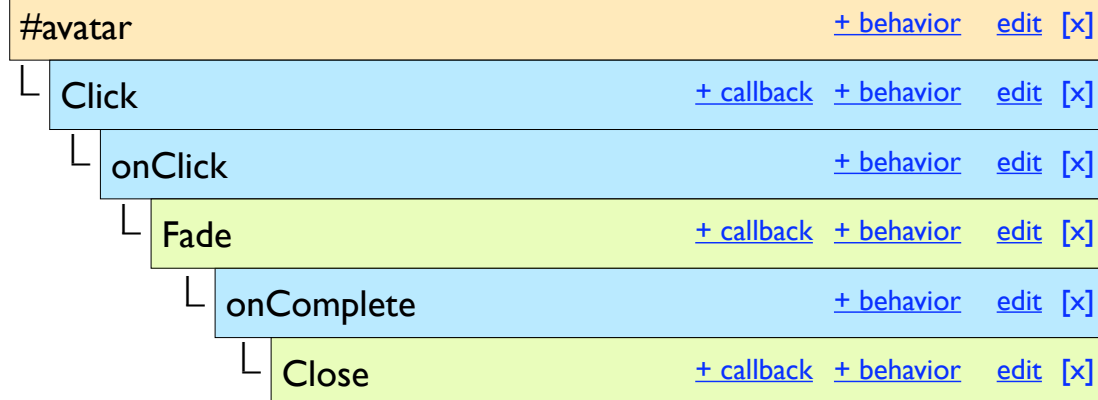 #avatar + behavior edit [x]
Click + callback + behavior edit [x]
onClick + behavior edit [x]
Fade + callback + behavior edit [x]
onComplete + behavior edit [x]
Close + callback + behavior edit [x]